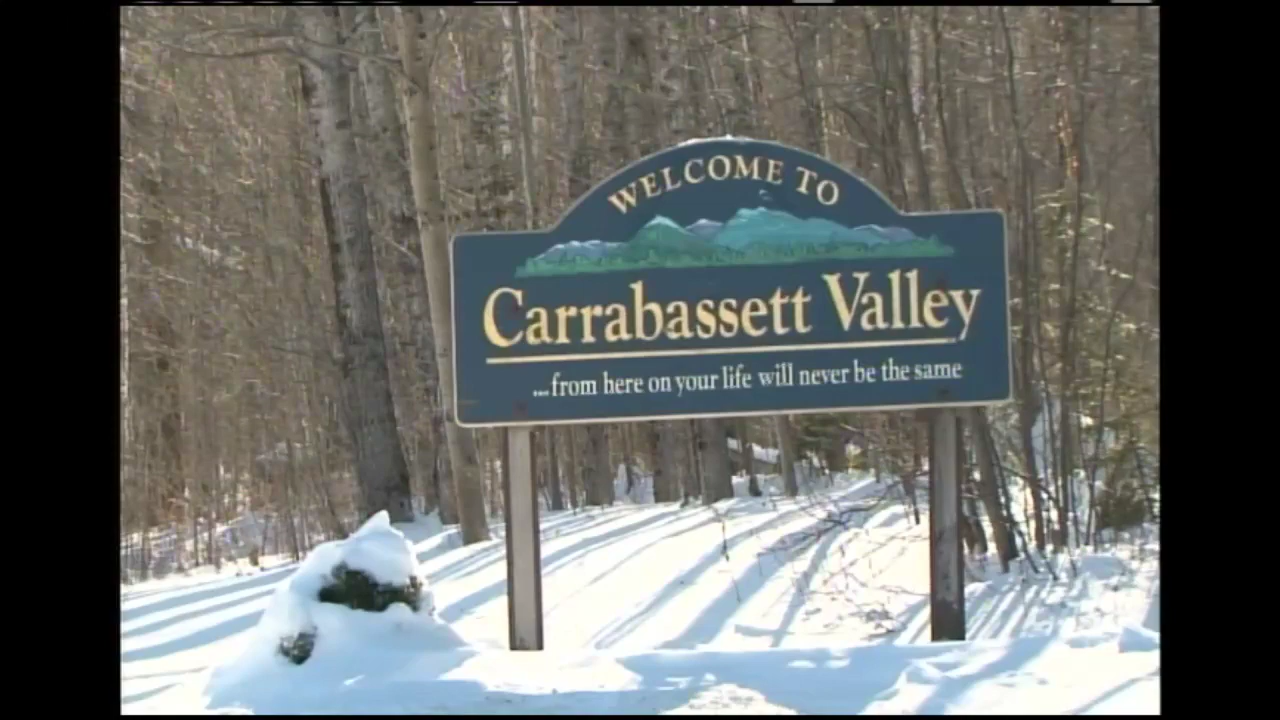 WELCOME TO
Carrabassett Valley
...from here on your life will never be the same